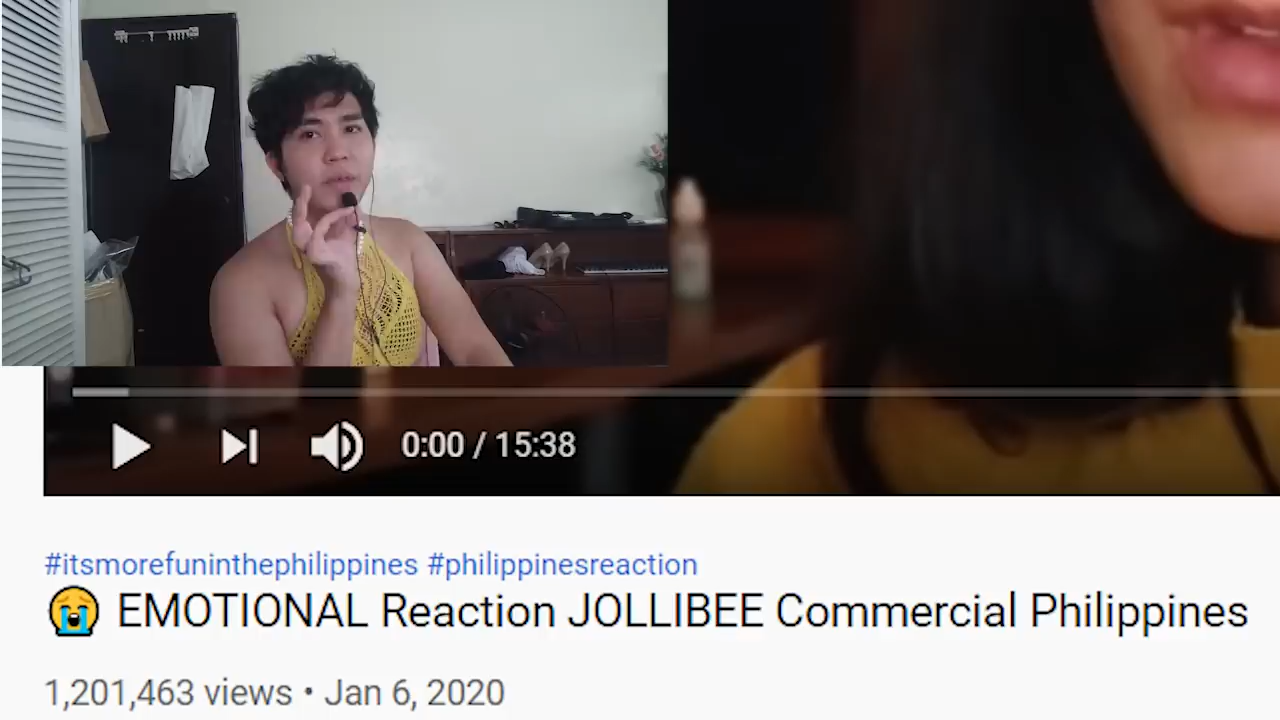 0:00 / 15:38
#itsmorefuninthephilippines #philippinesreaction
😭 EMOTIONAL Reaction JOLLIBEE Commercial Philippines
1,201,463 views • Jan 6, 2020